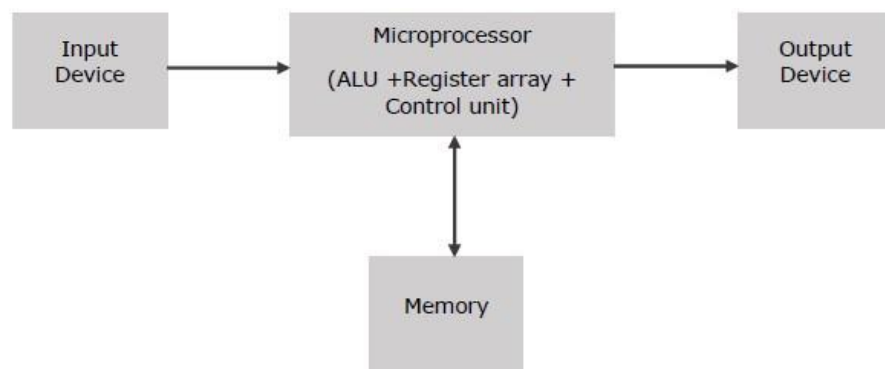 Input
Device
Microprocessor
(ALU +Register array +
Control unit)
Output
Device
Memory